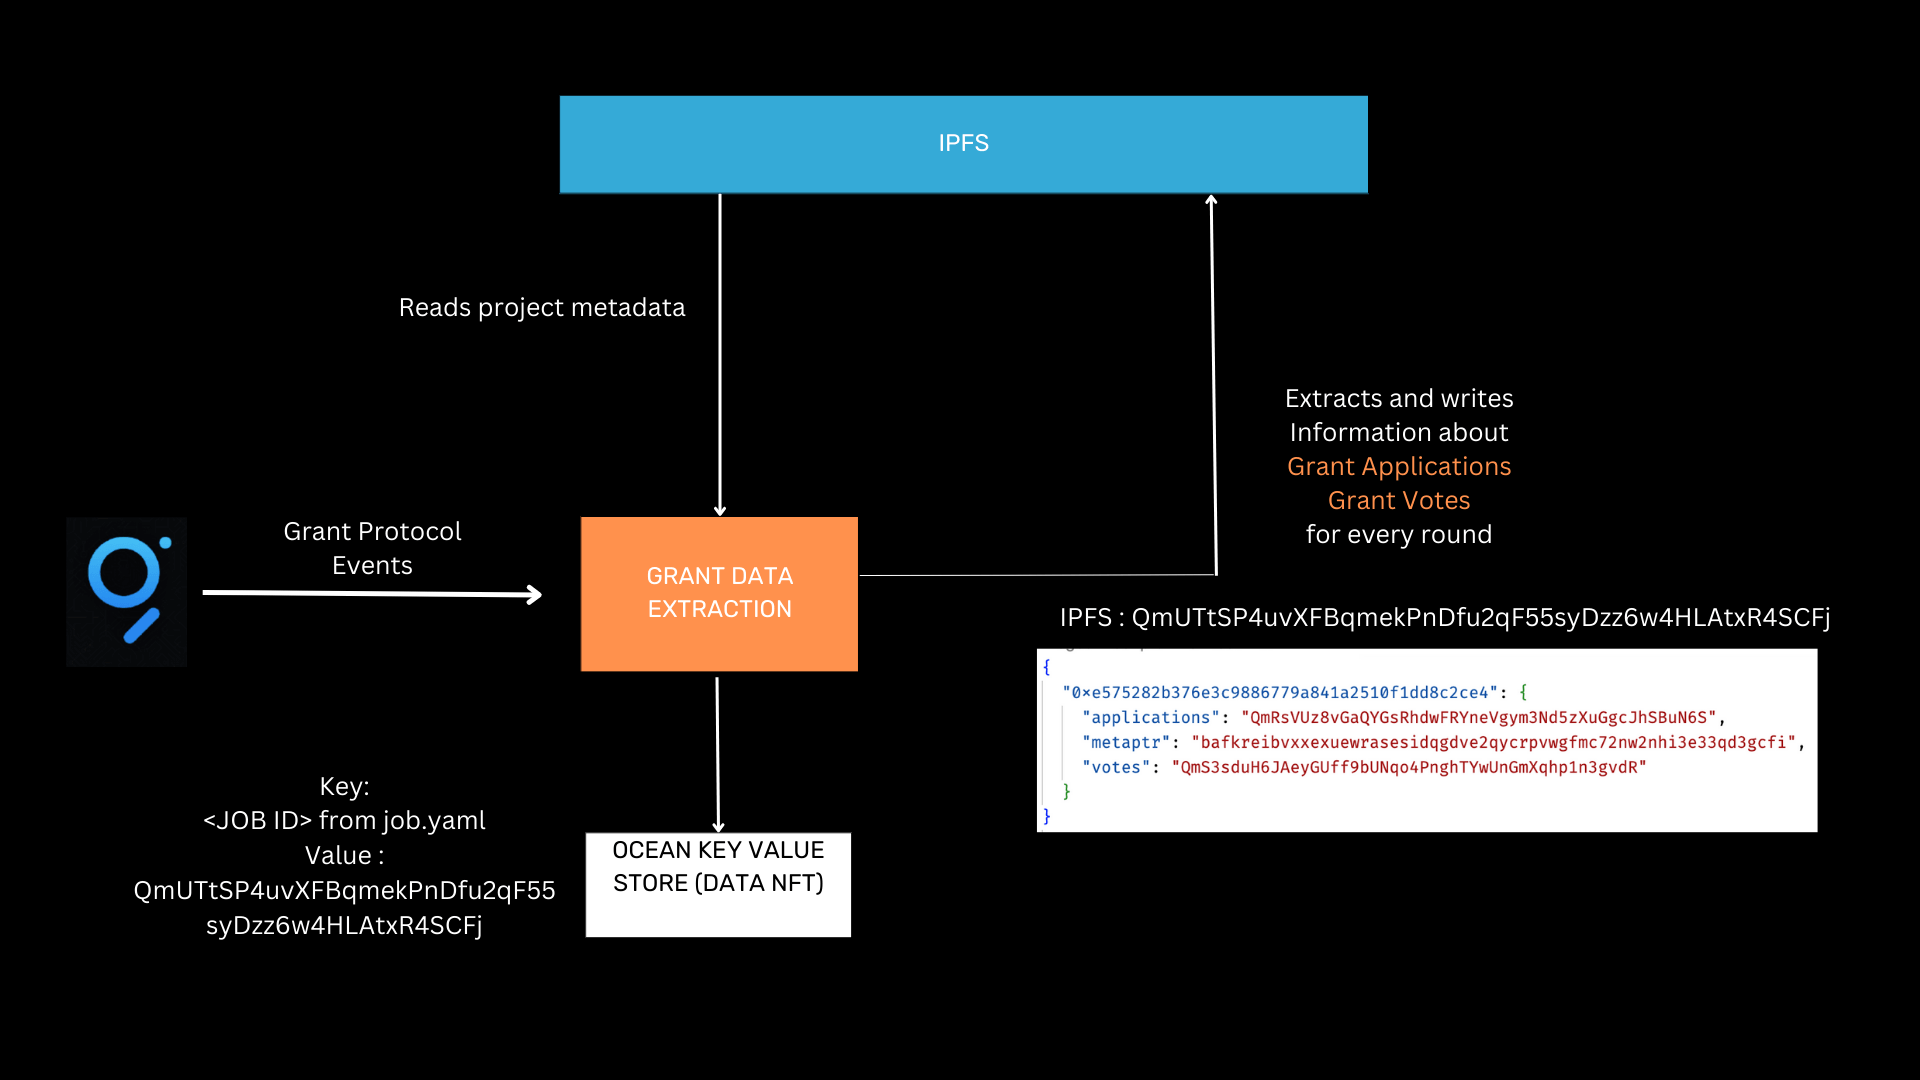 IPFS
Reads project metadata
Extracts and writes
Information about
Grant Applications
Grant Votes
for every round
Grant Protocol
Events
GRANT DATA
EXTRACTION
IPFS : QmUTtSP4uvXFBqmekPnDfu2qF55syDzz6w4HLAtxR4SCFj
{
"0×e575282b376e3c9886779a841a2510f1dd8c2ce4": {
"applications": "QmRsVUz8vGaQYGsRhdwFRYneVgym3Nd5zXuGgcJhSBuN6S",
"metaptr": "bafkreibvxxexuewrasesidqgdve2qycrpvwgfmc72nw2nhi3e33qd3gcfi",
"votes": "QmS3sduH6JAeyGUff9bUNqo4PnghTYwUnGmXqhp1n3gvdR"
}
}
Key:
<JOB ID> from job.yaml
Value :
QmUTtSP4uvXFBqmekPnDfu2qF55
syDzz6w4HLAtxR4SCFj
OCEAN KEY VALUE
STORE (DATA NFT)